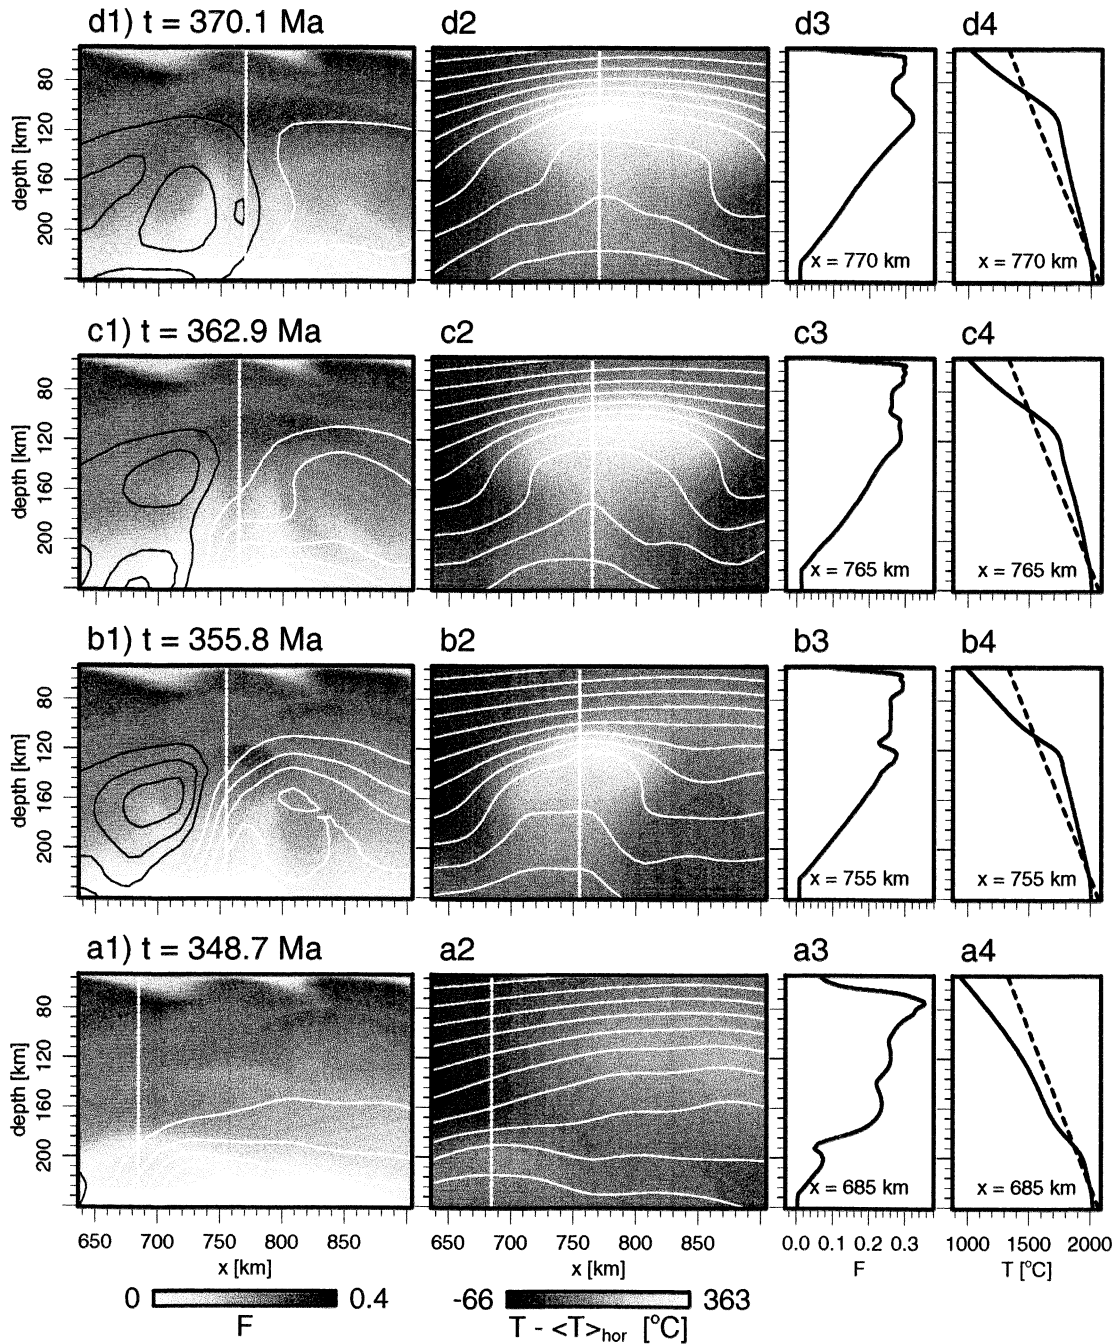 d1) t = 370.1 Ma d2 d3 d4
depth [km]
80
120
160
200
x = 770 km
x = 770 km
c1) t = 362.9 Ma c2 c3 c4
depth [km]
80
120
160
200
x = 765 km
x = 765 km
b1) t = 355.8 Ma b2 b3 b4
depth [km]
80
120
160
200
x = 755 km
x = 755 km
a1) t = 348.7 Ma a2 a3 a4
depth [km]
80
120
160
200
x = 685 km
x = 685 km
650 700 750 800 850
650 700 750 800 850
0.0 0.1 0.2 0.3
1000 1500 2000
x [km]
x [km]
F
T [°C]
0 0.4
F
-66 363
T - <T>hor [°C]